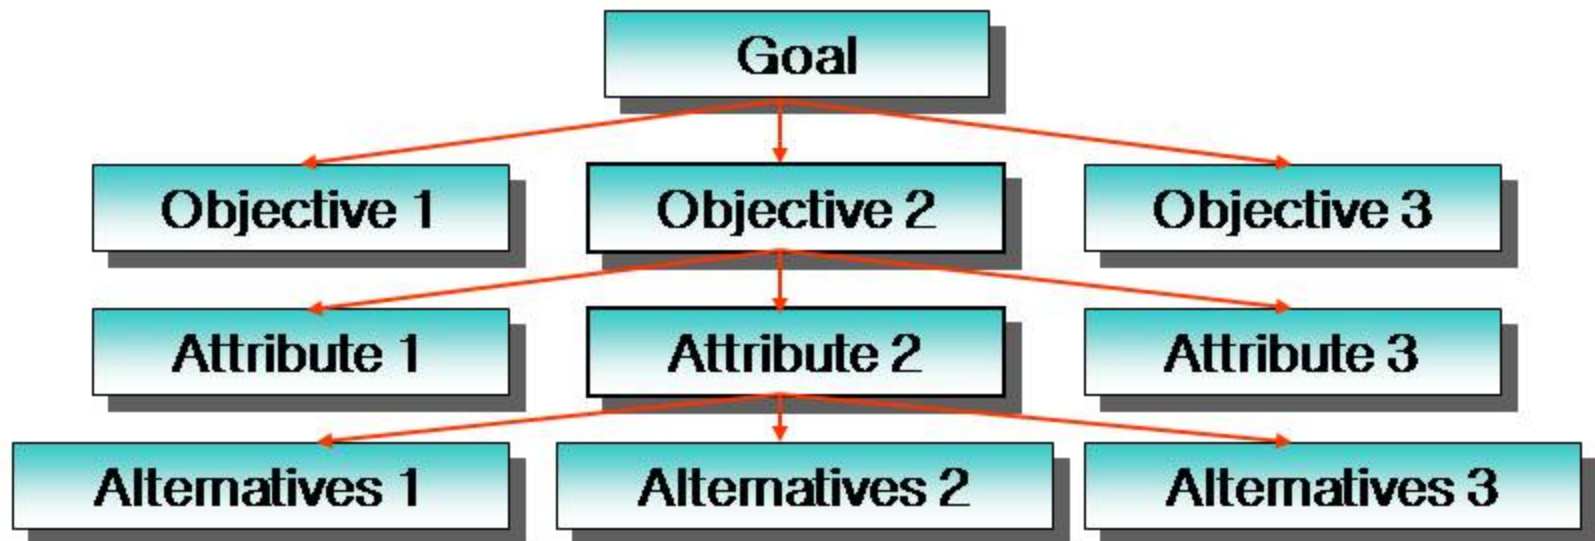 Goal
Objective 1
Objective 2
Objective 3
Attribute 1
Attribute 2
Attribute 3
Alternatives 1
Alternatives 2
Alternatives 3